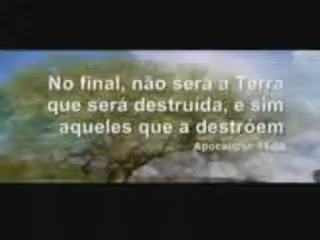 No final, não será a Terra
que será destruída, e sim
aqueles que a destróem
Apocalipse